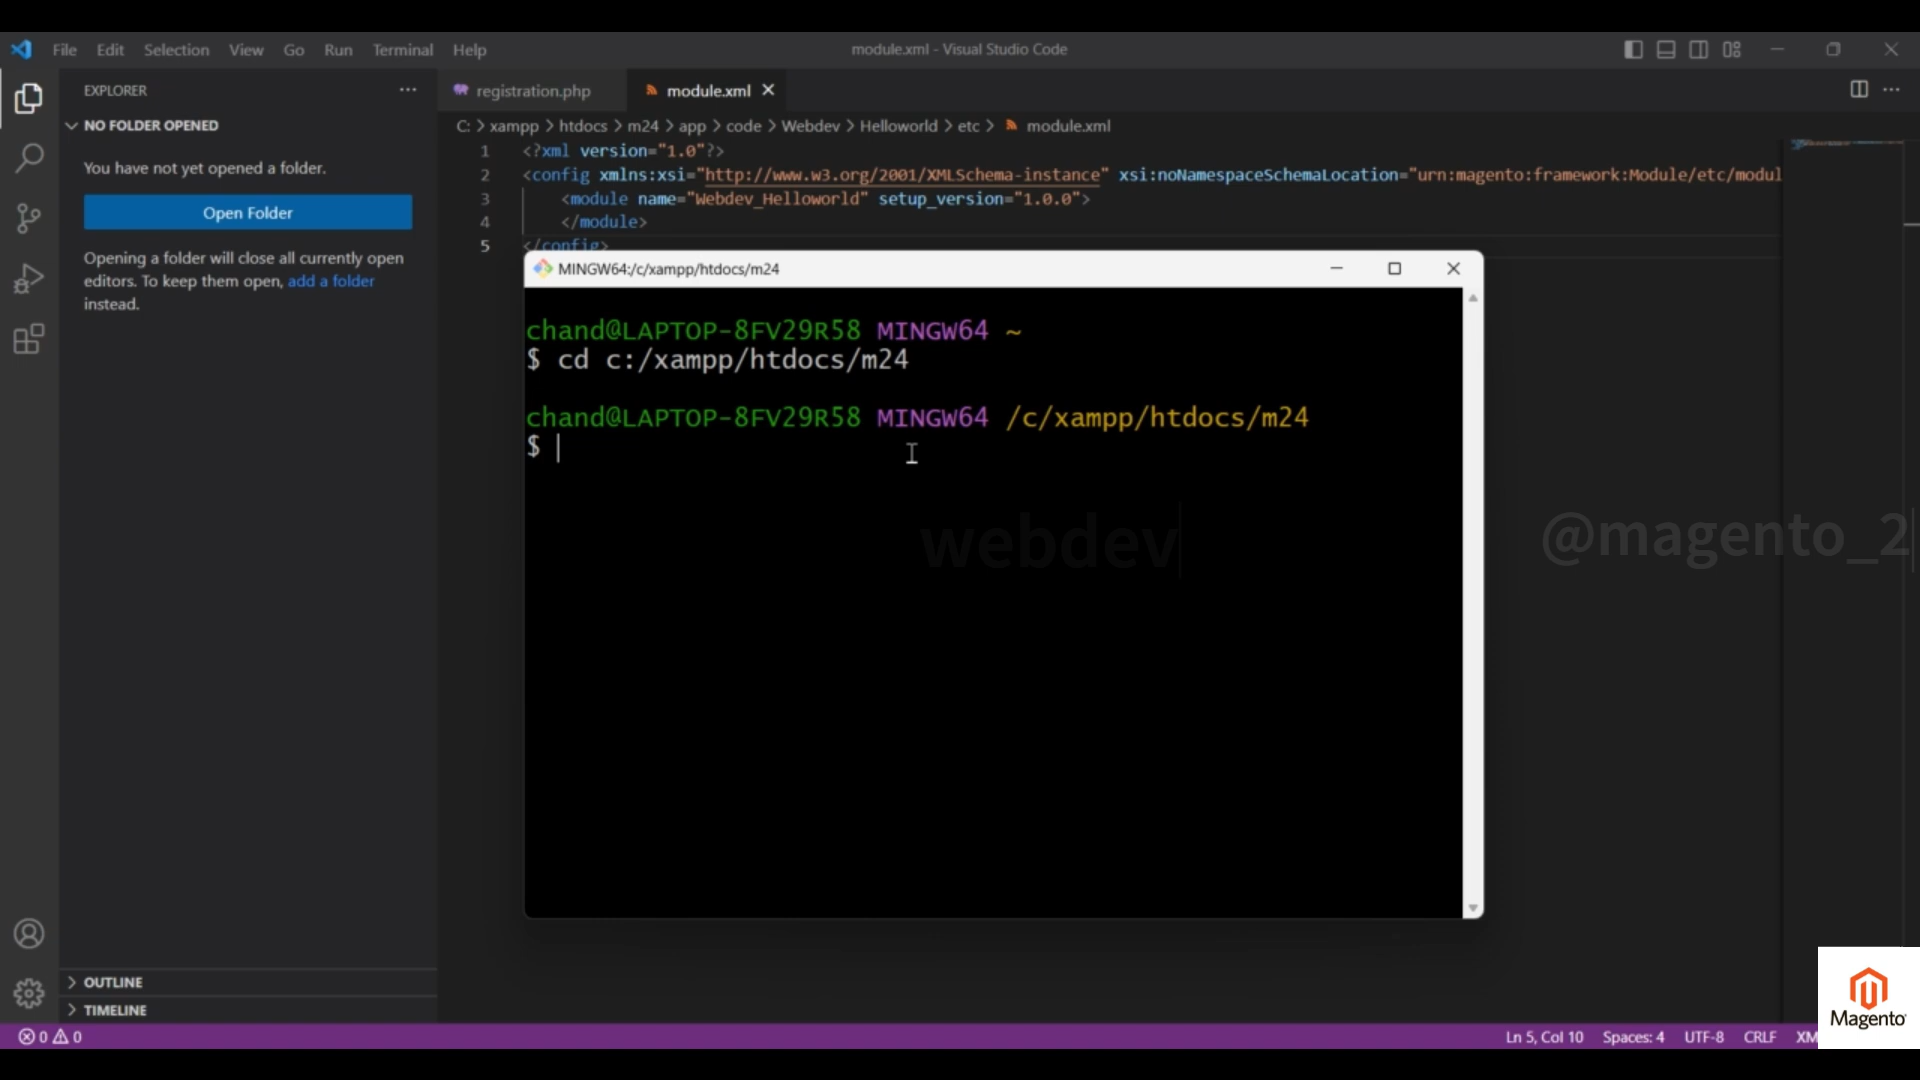 File Edit Selection View Go Run Terminal Help
module.xml - Visual Studio Code
EXPLORER
registration.php
module.xml
NO FOLDER OPENED
C: > xampp > htdocs > m24 > app > code > Webdev > Helloworld > etc > module.xml
You have not yet opened a folder.
Open Folder
Opening a folder will close all currently open
editors. To keep them open, add a folder
instead.
1 <?xml version="1.0"?>
2 <config xmlns:xsi="http://www.w3.org/2001/XMLSchema-instance" xsi:noNamespaceSchemaLocation="urn:magento:framework:Module/etc/modul
3 <module name="Webdev_Helloworld" setup_version="1.0.0">
4 </module>
5 </config>
MINGW64:/c/xampp/htdocs/m24
chand@LAPTOP-8FV29R58 MINGW64 ~
$ cd c:/xampp/htdocs/m24
chand@LAPTOP-8FV29R58 MINGW64 /c/xampp/htdocs/m24
$
webdev
@magento_2
OUTLINE
TIMELINE
0 0
Ln 5, Col 10 Spaces: 4 UTF-8 CRLF XM
Magento